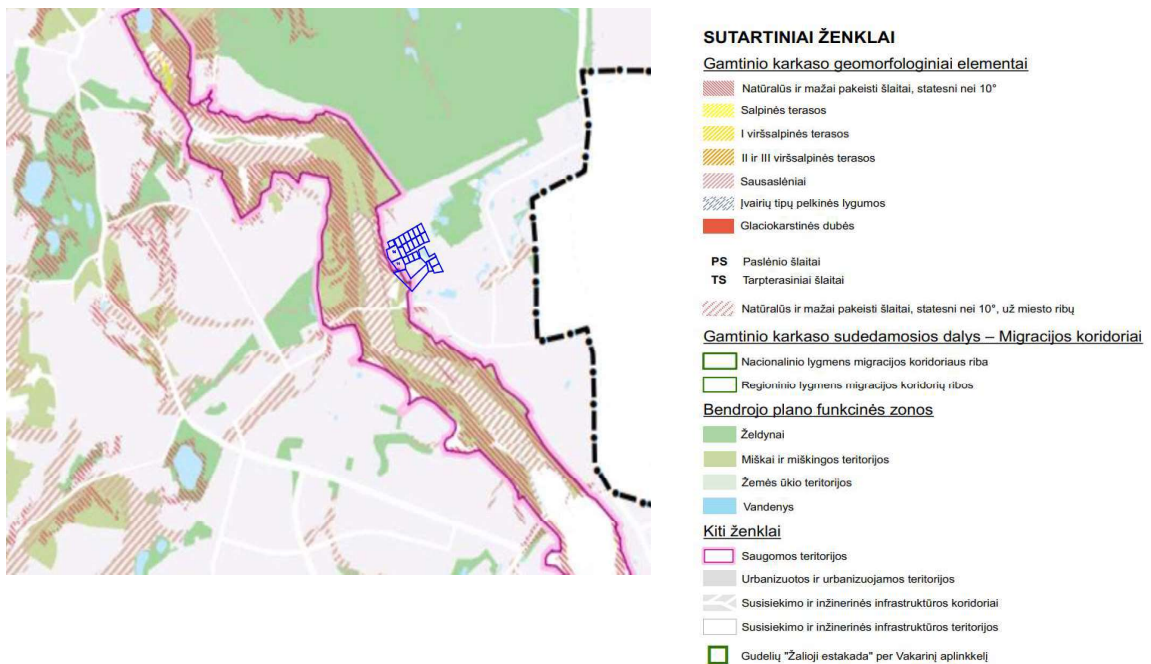 SUTARTINIAI ŽENKLAI
Gamtinio karkaso geomorfologiniai elementai
Natūralūs ir mažai pakeisti šlaitai, statesni nei 10°
Salpinės terasos
I viršsalpinės terasos
II ir III viršsalpinės terasos
Sausaslėniai
Įvairių tipų pelkinės lygumos
Glaciokarstinės dubės
PS Paslėnio šlaitai
TS Tarpterasiniai šlaitai
Natūralūs ir mažai pakeisti šlaitai, statesni nei 10°, už miesto ribų
Gamtinio karkaso sudedamosios dalys – Migracijos koridoriai
Nacionalinio lygmens migracijos koridoriaus riba
Regioninio lygmens migracijos koridorių ribos
Bendrojo plano funkcinės zonos
Želdynai
Miškai ir miškingos teritorijos
Žemės ūkio teritorijos
Vandenys
Kiti ženklai
Saugomos teritorijos
Urbanizuotos ir urbanizuojamos teritorijos
Susisiekimo ir inžinerinės infrastruktūros koridoriai
Susisiekimo ir inžinerinės infrastruktūros teritorijos
Gudelių "Žalioji estakada" per Vakarinį aplinkkelį